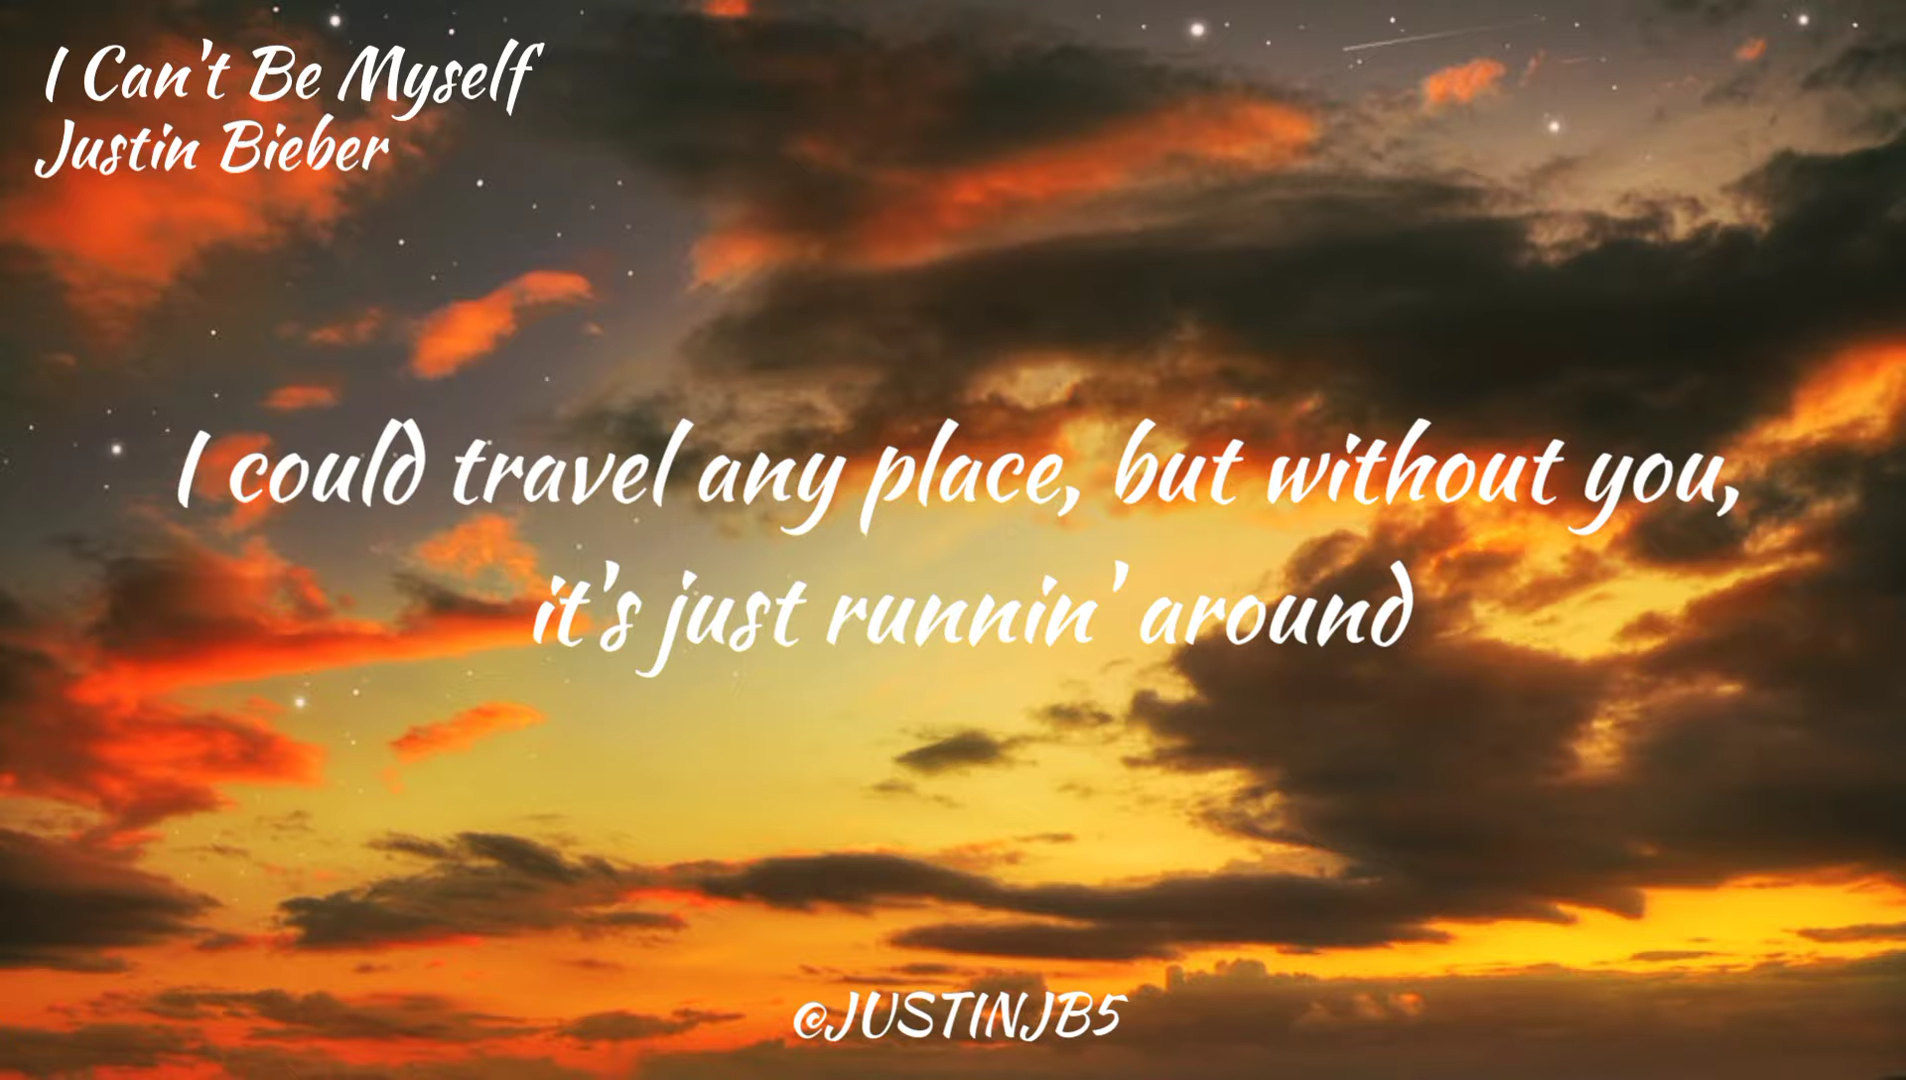 I Can't Be Myself
Justin Bieber
I could travel any place, but without you,
it's just runnin' around
@JUSTINJB5